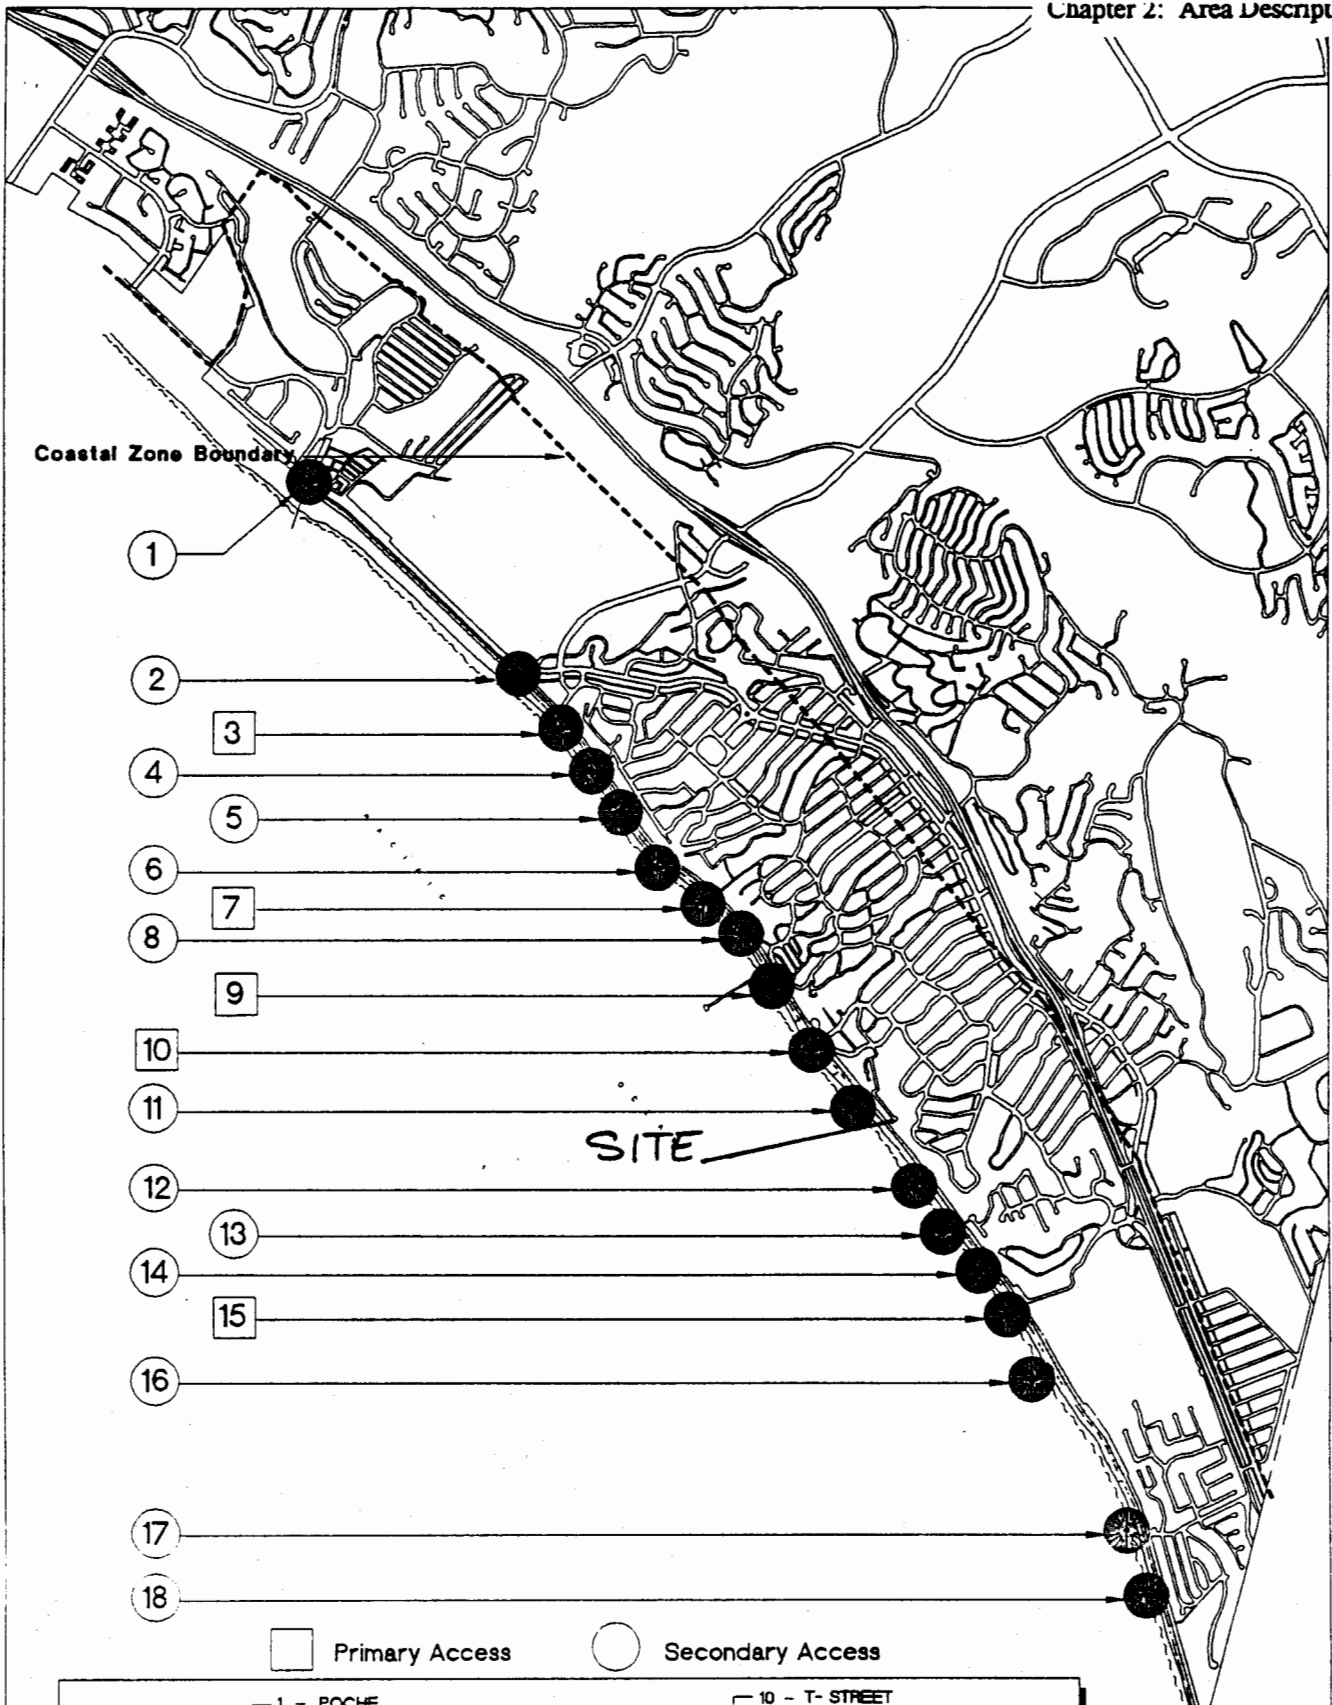 Chapter 2: Area Descript
Coastal Zone Boundary
1
2
3
4
5
6
7
8
9
10
11
SITE
12
13
14
15
16
17
18
Primary Access
Secondary Access
1 - POCHE
10 - T- STREET